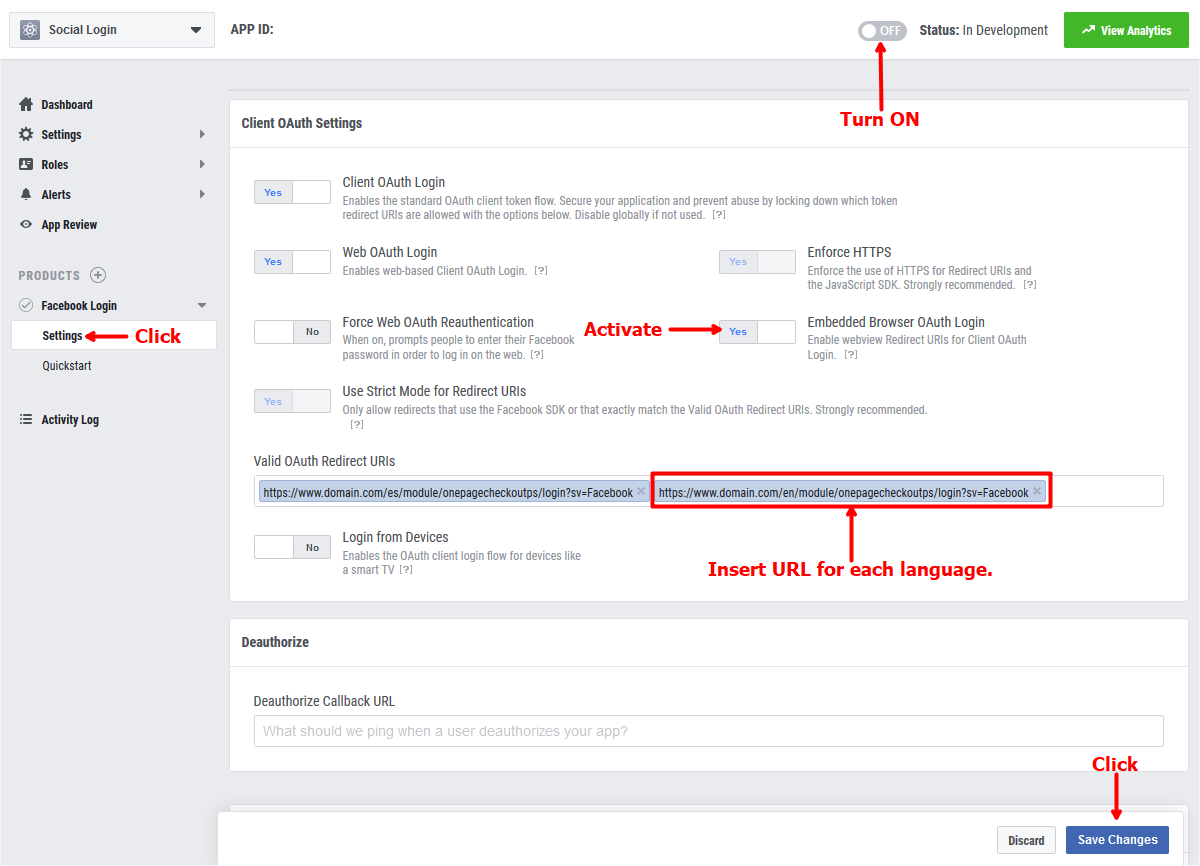 Social Login
APP ID:
OFF
Status: In Development
View Analytics
Turn ON
Dashboard
Settings
Roles
Alerts
App Review
PRODUCTS
Facebook Login
Settings
Click
Quickstart
Activity Log
Client OAuth Settings
Yes
Client OAuth Login
Enables the standard OAuth client token flow. Secure your application and prevent abuse by locking down which token
redirect URIs are allowed with the options below. Disable globally if not used. [?]
Yes
Web OAuth Login
Enables web-based Client OAuth Login. [?]
Yes
Enforce HTTPS
Enforce the use of HTTPS for Redirect URIs and
the JavaScript SDK. Strongly recommended. [?]
No
Force Web OAuth Reauthentication
When on, prompts people to enter their Facebook
password in order to log in on the web. [?]
Activate
Yes
Embedded Browser OAuth Login
Enable webview Redirect URIs for Client OAuth
Login. [?]
Yes
Use Strict Mode for Redirect URIs
Only allow redirects that use the Facebook SDK or that exactly match the Valid OAuth Redirect URIs. Strongly recommended.
[?]
Valid OAuth Redirect URIs
https://www.domain.com/es/module/onepagecheckoutps/login?sv=Facebook ×
https://www.domain.com/en/module/onepagecheckoutps/login?sv=Facebook ×
No
Login from Devices
Enables the OAuth client login flow for devices like
a smart TV [?]
Insert URL for each language.
Deauthorize
Deauthorize Callback URL
What should we ping when a user deauthorizes your app?
Click
Discard
Save Changes